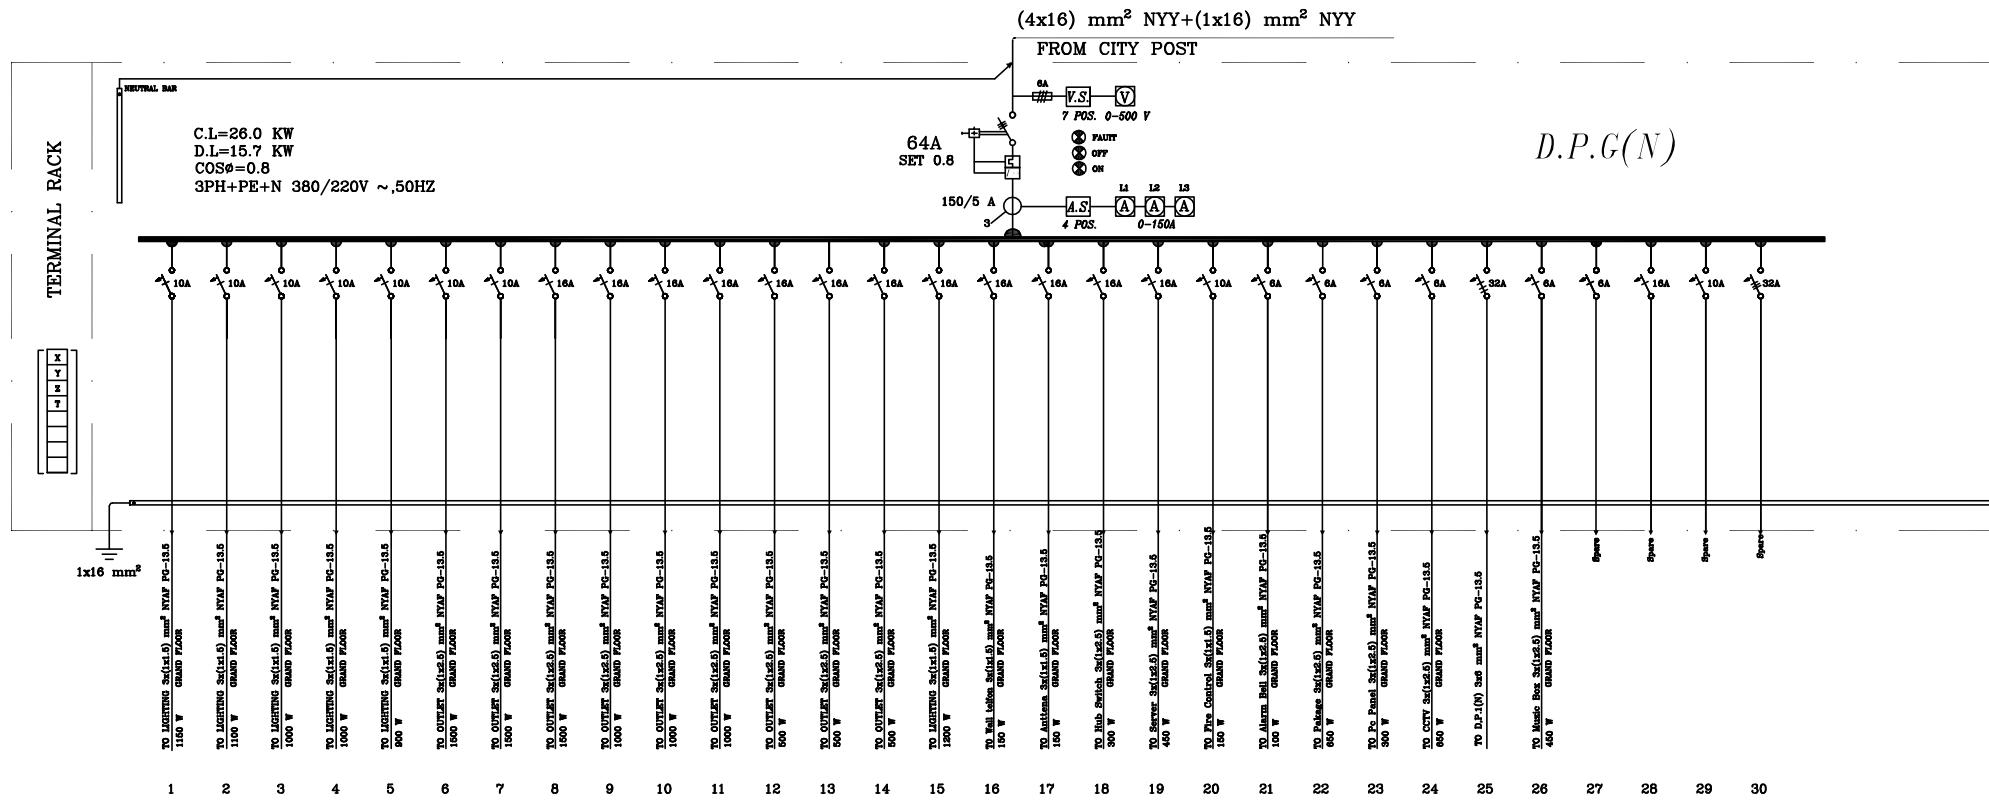 (4x16) mm² NYY+(1x16) mm² NYY
FROM CITY POST
NEUTRAL BAR
TERMINAL RACK
C.L=26.0 KW
D.L=15.7 KW
COSø=0.8
3PH+PE+N 380/220V ~,50HZ
6A
V.S.
V
7 POS. 0-500 V
64A
SET 0.8
FAUIT
OFF
ON
D.P.G(N)
150/5 A
3
A.S.
4 POS.
L1 L2 L3
A A A
0-150A
10A 10A 10A 10A 10A 10A 10A 16A 16A 16A 16A 16A 16A 16A 16A 16A 16A 16A 16A 10A 6A 6A 6A 6A 32A 6A 6A 16A 10A 32A
X
Y
Z
T
1x16 mm²
TO LIGHTING 3x(1x1.5) mm² NYAF PG-13.5
GRAND FLOOR
1150 W
TO LIGHTING 3x(1x1.5) mm² NYAF PG-13.5
GRAND FLOOR
1100 W
TO LIGHTING 3x(1x1.5) mm² NYAF PG-13.5
GRAND FLOOR
1000 W
TO LIGHTING 3x(1x1.5) mm² NYAF PG-13.5
GRAND FLOOR
1000 W
TO LIGHTING 3x(1x1.5) mm² NYAF PG-13.5
GRAND FLOOR
900 W
TO OUTLET 3x(1x2.5) mm² NYAF PG-13.5
GRAND FLOOR
1500 W
TO OUTLET 3x(1x2.5) mm² NYAF PG-13.5
GRAND FLOOR
1500 W
TO OUTLET 3x(1x2.5) mm² NYAF PG-13.5
GRAND FLOOR
1500 W
TO OUTLET 3x(1x2.5) mm² NYAF PG-13.5
GRAND FLOOR
1000 W
TO OUTLET 3x(1x2.5) mm² NYAF PG-13.5
GRAND FLOOR
1000 W
TO OUTLET 3x(1x2.5) mm² NYAF PG-13.5
GRAND FLOOR
1000 W
TO OUTLET 3x(1x2.5) mm² NYAF PG-13.5
GRAND FLOOR
500 W
TO OUTLET 3x(1x2.5) mm² NYAF PG-13.5
GRAND FLOOR
500 W
TO OUTLET 3x(1x2.5) mm² NYAF PG-13.5
GRAND FLOOR
500 W
TO LIGHTING 3x(1x1.5) mm² NYAF PG-13.5
GRAND FLOOR
1200 W
TO Wall telfon 3x(1x1.5) mm² NYAF PG-13.5
GRAND FLOOR
150 W
TO Anttena 3x(1x1.5) mm² NYAF PG-13.5
GRAND FLOOR
150 W
TO Hub Switch 3x(1x2.5) mm² NYAF PG-13.5
GRAND FLOOR
300 W
TO Server 3x(1x2.5) mm² NYAF PG-13.5
GRAND FLOOR
450 W
TO Fire Control 3x(1x1.5) mm² NYAF PG-13.5
GRAND FLOOR
150 W
TO Alarm Bell 3x(1x2.5) mm² NYAF PG-13.5
GRAND FLOOR
100 W
TO Pakage 3x(1x2.5) mm² NYAF PG-13.5
GRAND FLOOR
650 W
TO Pc Panel 3x(1x2.5) mm² NYAF PG-13.5
GRAND FLOOR
300 W
TO CCTV 3x(1x2.5) mm² NYAF PG-13.5
GRAND FLOOR
650 W
TO D.P.1(N) 3x6 mm² NYAF PG-13.5
TO Music Box 3x(1x2.5) mm² NYAF PG-13.5
GRAND FLOOR
450 W
Spare
Spare
Spare
Spare
1 2 3 4 5 6 7 8 9 10 11 12 13 14 15 16 17 18 19 20 21 22 23 24 25 26 27 28 29 30